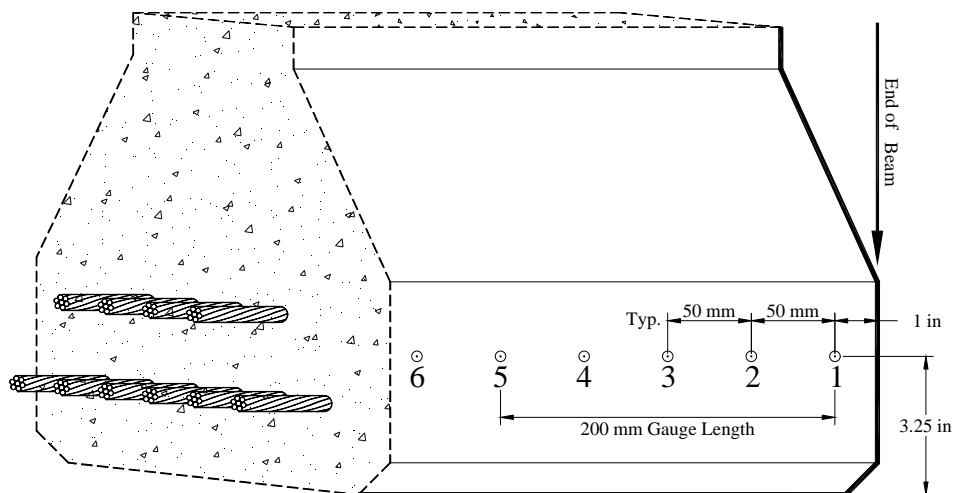 End of Beam
Typ.
50 mm
50 mm
1 in
6
5
4
3
2
1
200 mm Gauge Length
3.25 in